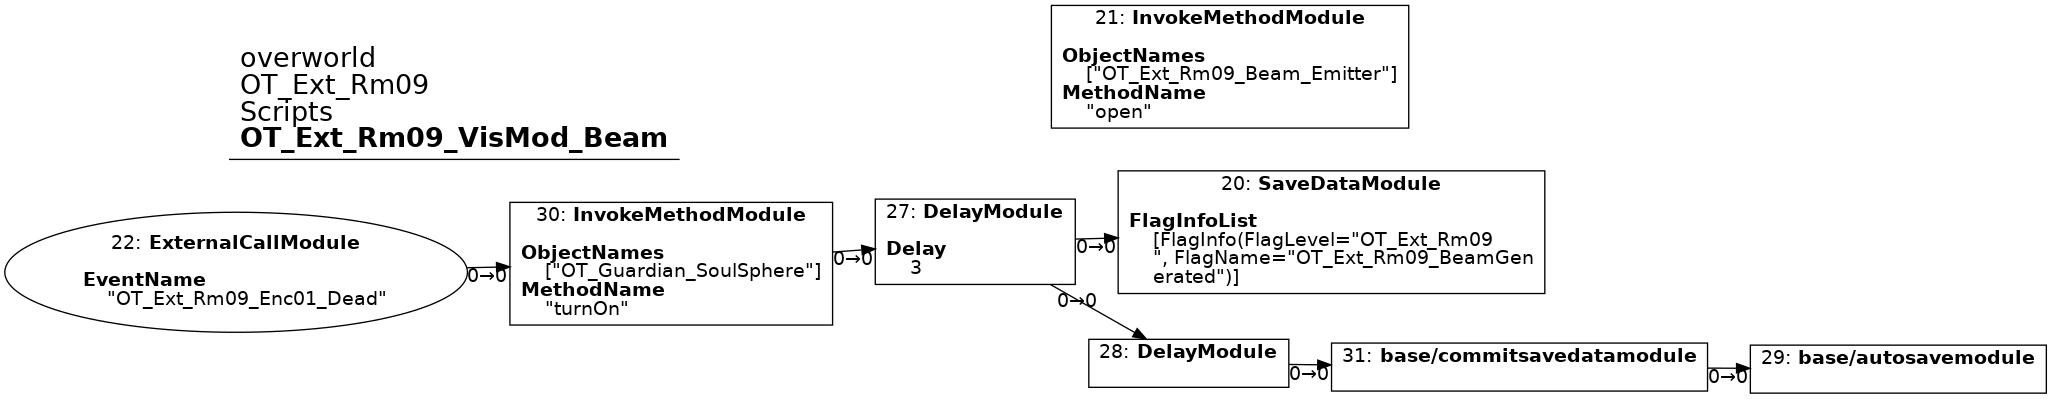 overworld
OT_Ext_Rm09
Scripts
OT_Ext_Rm09_VisMod_Beam
21: InvokeMethodModule
ObjectNames
["OT_Ext_Rm09_Beam_Emitter"]
MethodName
"open"
22: ExternalCallModule
EventName
"OT_Ext_Rm09_Enc01_Dead"
0→0
30: InvokeMethodModule
ObjectNames
["OT_Guardian_SoulSphere"]
MethodName
"turnOn"
0→0
27: DelayModule
Delay
3
0→0
20: SaveDataModule
FlagInfoList
[FlagInfo(FlagLevel="OT_Ext_Rm09
", FlagName="OT_Ext_Rm09_BeamGen
erated")]
0→0
28: DelayModule
0→0
31: base/commitsavedatamodule
0→0
29: base/autosavemodule